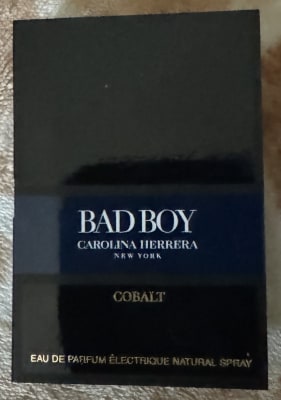 BAD BOY
CAROLINA HERRERA
NEW YORK
COBALT
EAU DE PARFUM ÉLECTRIQUE NATURAL SPRAY